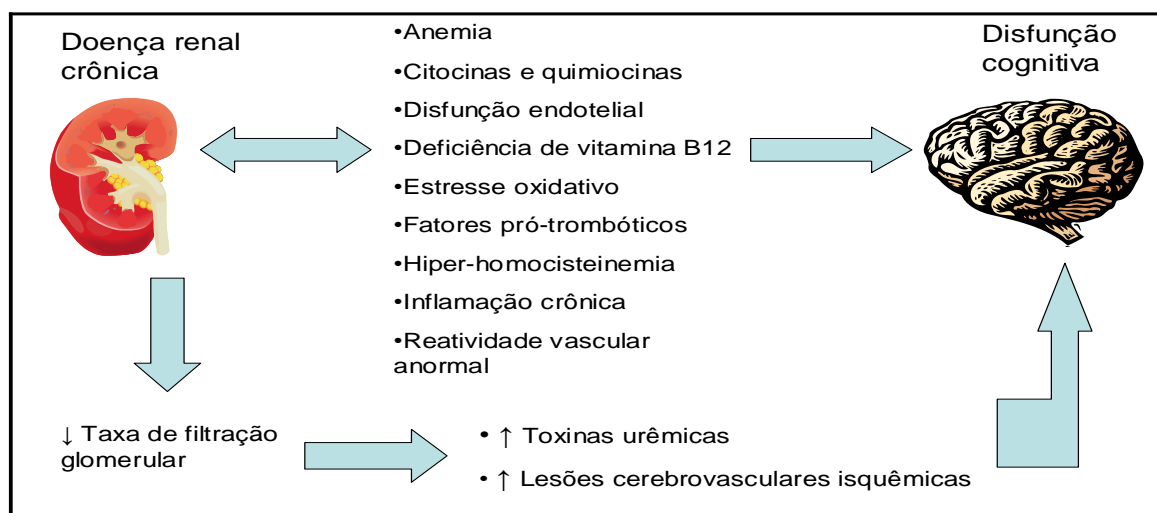 Doença renal
crônica
•Anemia
•Citocinas e quimiocinas
•Disfunção endotelial
•Deficiência de vitamina B12
•Estresse oxidativo
•Fatores pró-trombóticos
•Hiper-homocisteinemia
•Inflamação crônica
•Reatividade vascular
anormal
Disfunção
cognitiva
↓ Taxa de filtração
glomerular
• ↑ Toxinas urêmicas
• ↑ Lesões cerebrovasculares isquêmicas